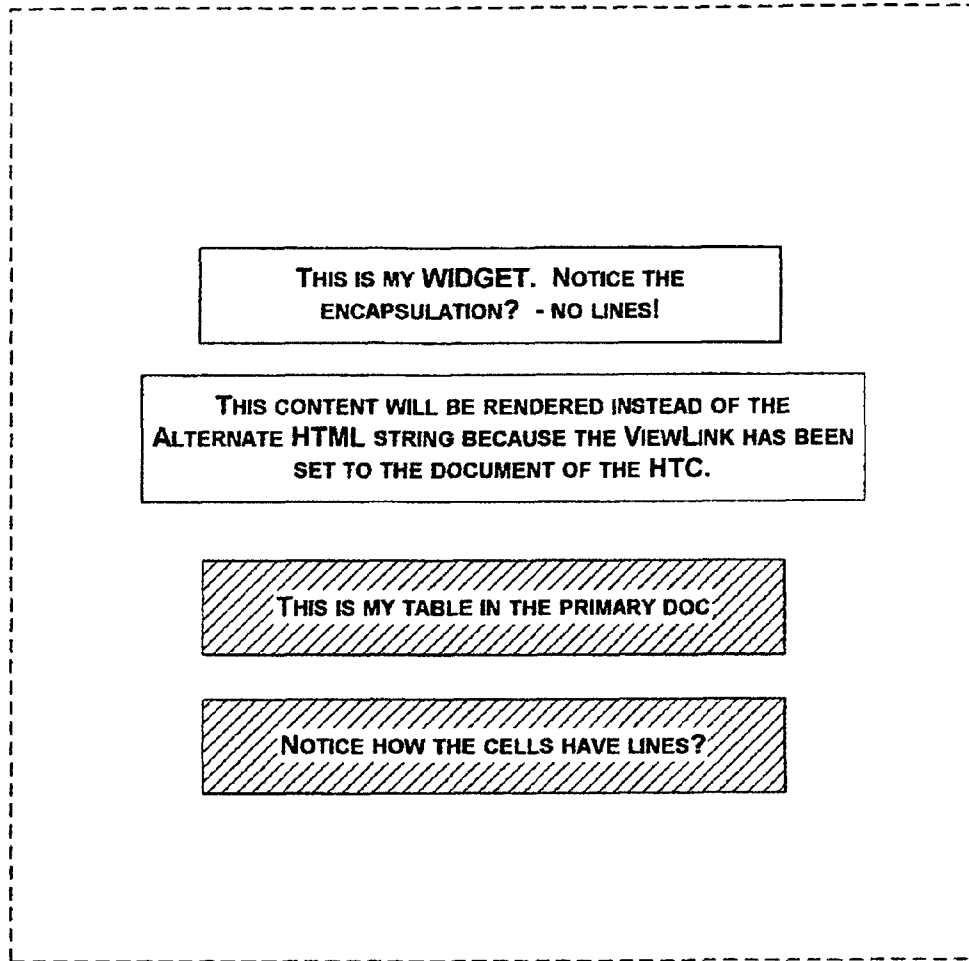 THIS IS MY WIDGET. NOTICE THE
ENCAPSULATION? - NO LINES!
THIS CONTENT WILL BE RENDERED INSTEAD OF THE
ALTERNATE HTML STRING BECAUSE THE VIEWLINK HAS BEEN
SET TO THE DOCUMENT OF THE HTC.
THIS IS MY TABLE IN THE PRIMARY DOC
NOTICE HOW THE CELLS HAVE LINES?